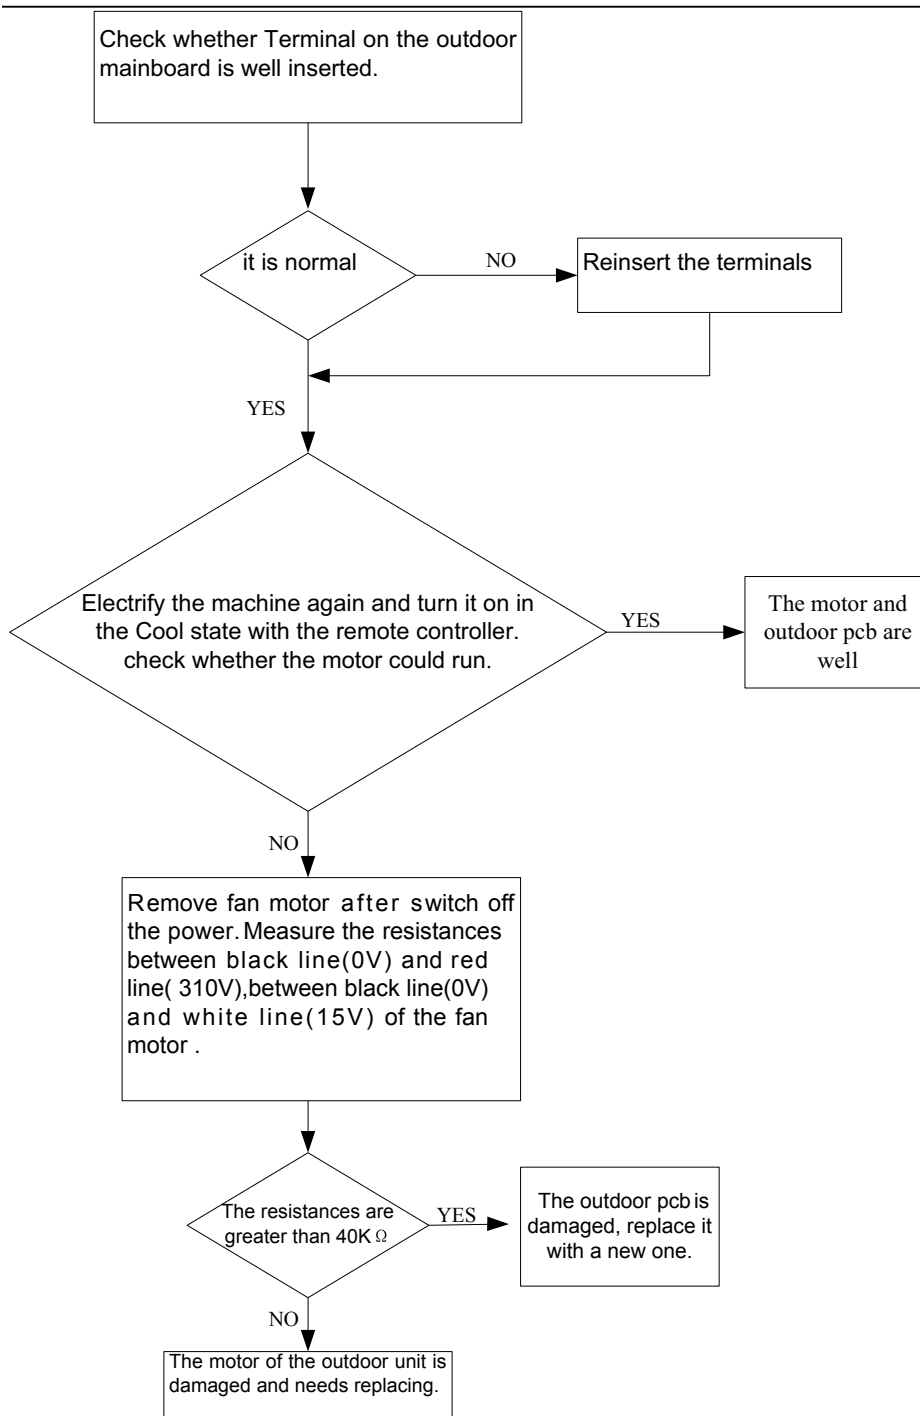 Check whether Terminal on the outdoor
mainboard is well inserted.
it is normal
NO
Reinsert the terminals
YES
Electrify the machine again and turn it on in
the Cool state with the remote controller.
check whether the motor could run.
YES
The motor and
outdoor pcb are
well
NO
Remove fan motor after switch off
the power. Measure the resistances
between black line(0V) and red
line( 310V),between black line(0V)
and white line(15V) of the fan
motor .
The resistances are
greater than 40K Ω
YES
The outdoor pcb is
damaged, replace it
with a new one.
NO
The motor of the outdoor unit is
damaged and needs replacing.